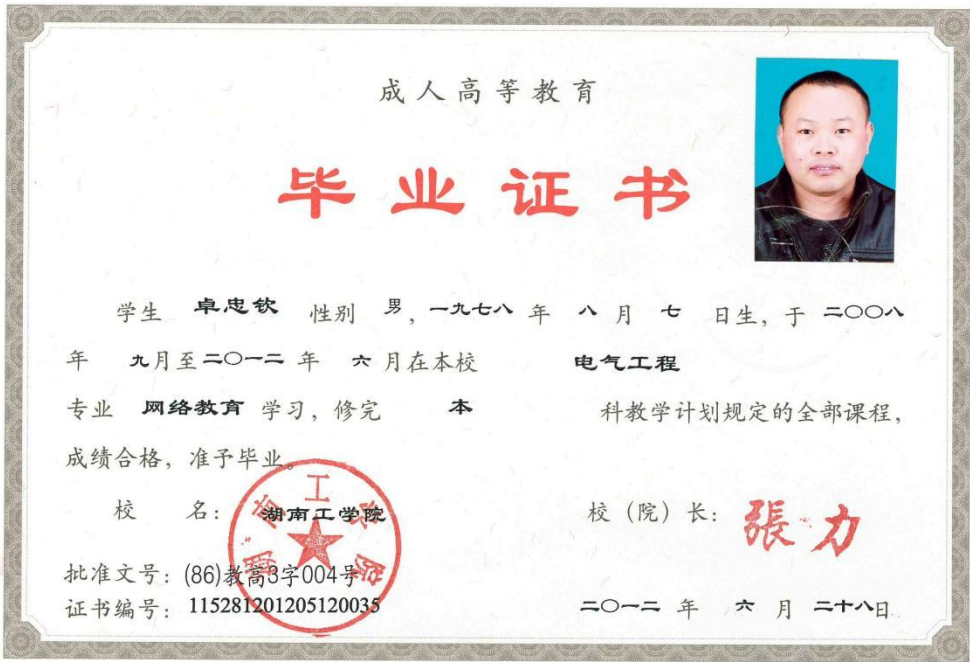 成人高等教育
毕业证书
学生 卓忠钦 性别 男，一九七八 年 八 月 七 日生，于 二〇〇八
年 九月至二〇一二 年 六 月在本校 电气工程
专业 网络教育 学习，修完 本 科教学计划规定的全部课程，
成绩合格，准予毕业。
校 名：湖南工学院
校（院）长：張力
湖南工学院
批准文号：(86)教高3字004号
证书编号：115281201205120035
二〇一二 年 六 月 二十八日